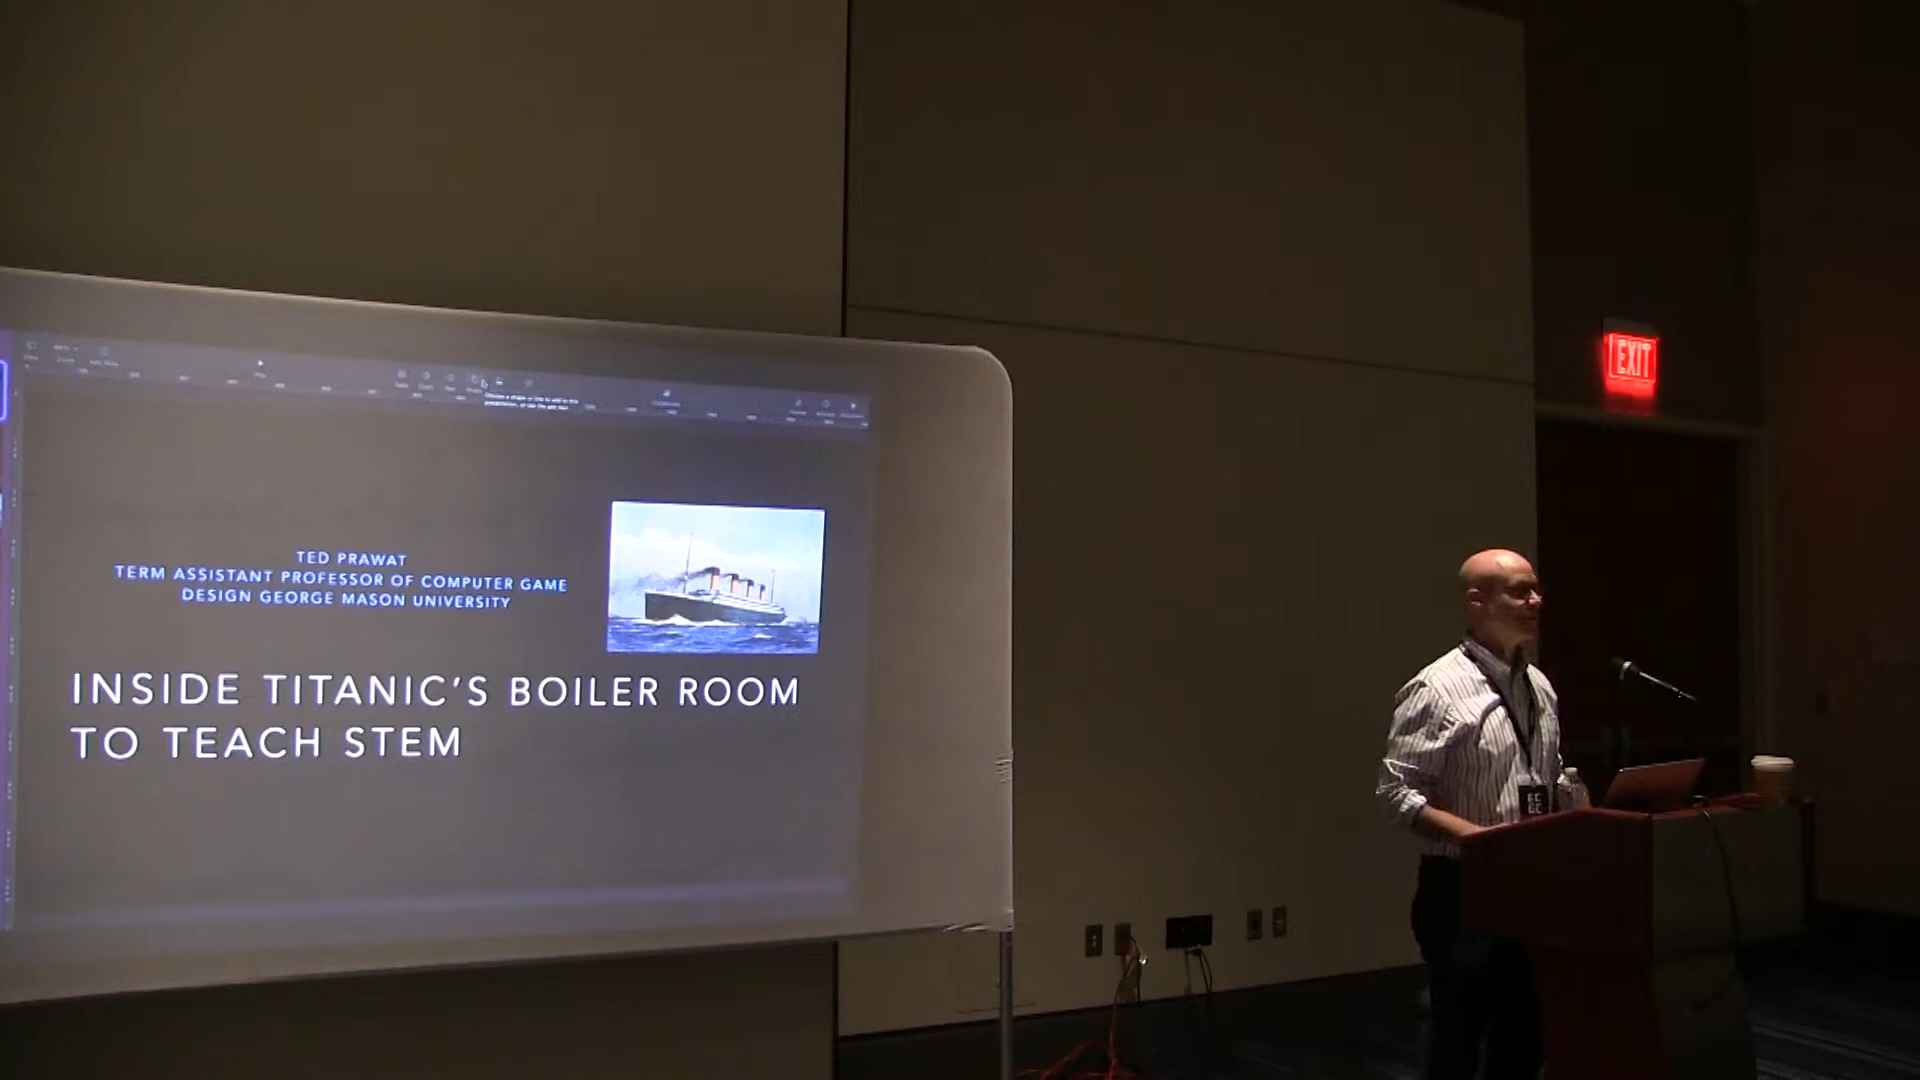 TED PRAWAT
TERM ASSISTANT PROFESSOR OF COMPUTER GAME
DESIGN GEORGE MASON UNIVERSITY
INSIDE TITANIC'S BOILER ROOM
TO TEACH STEM
EXIT